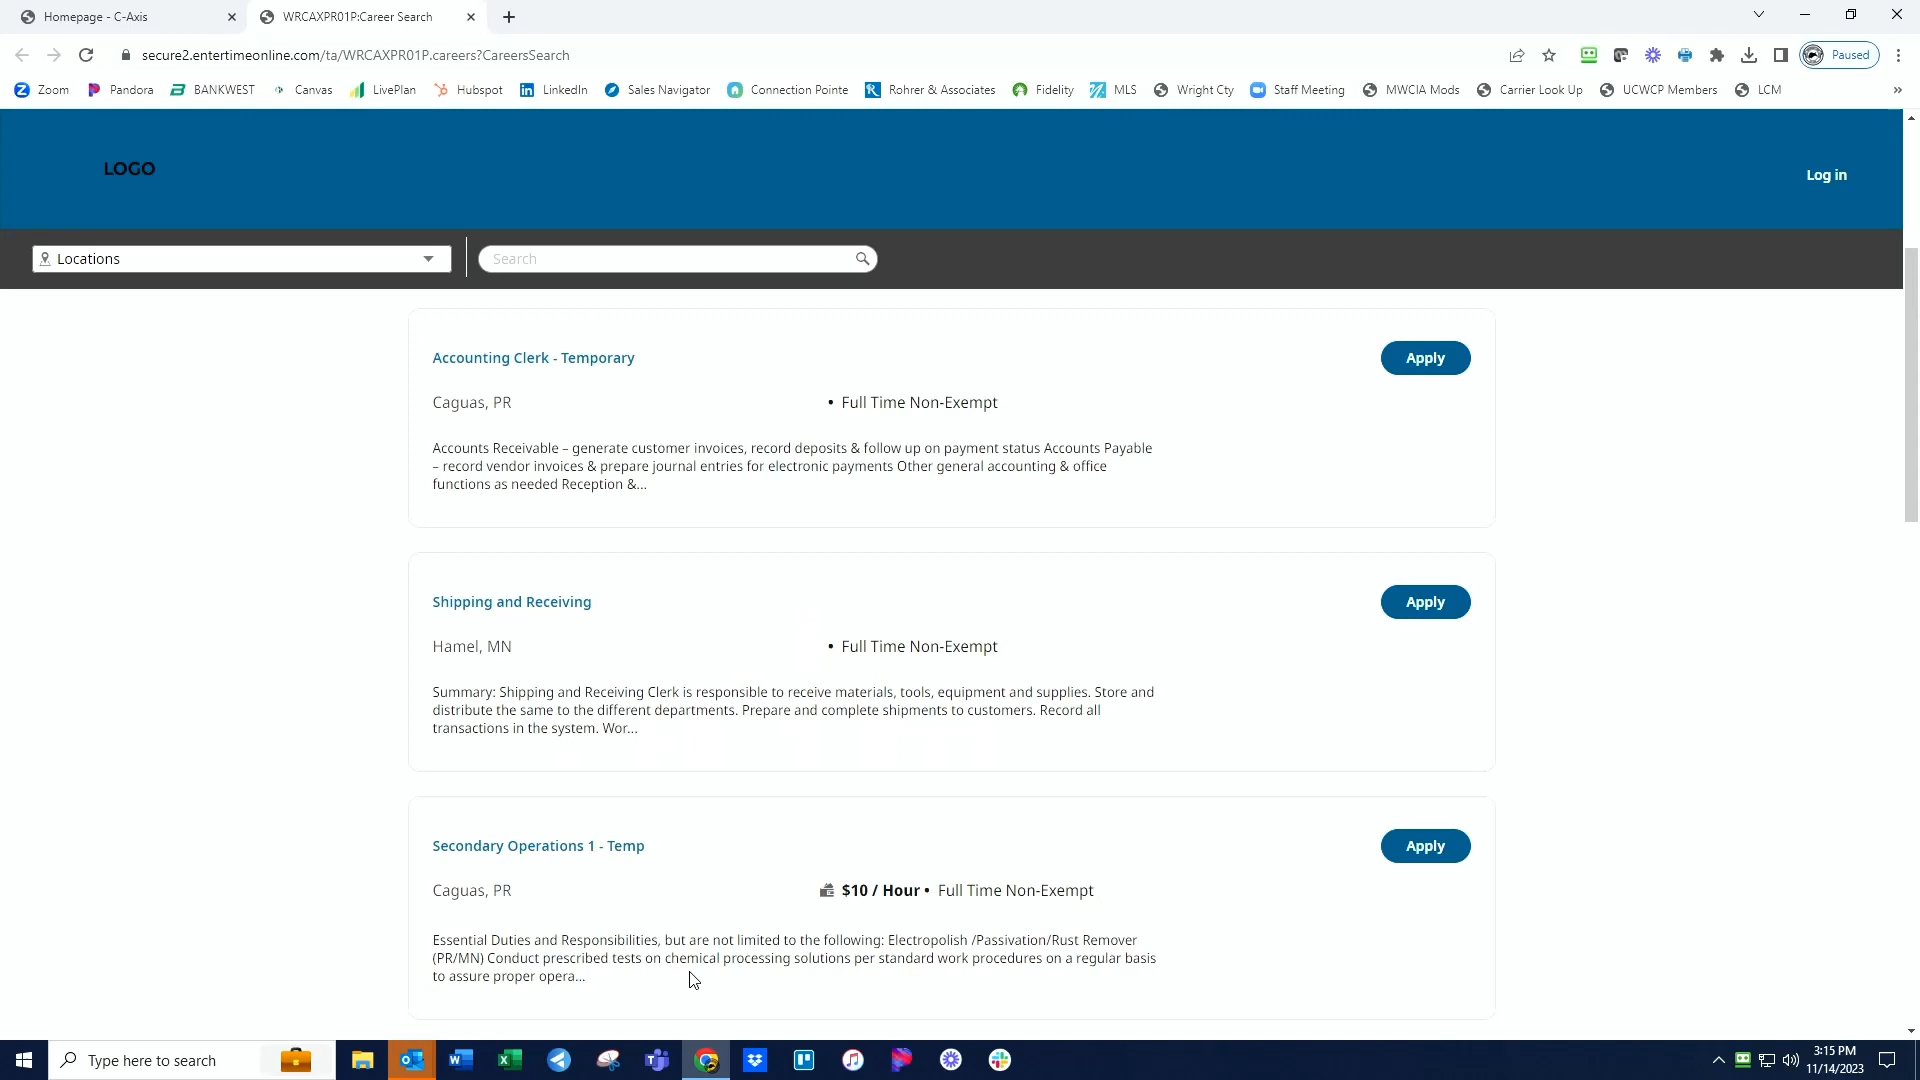 Homepage - C-Axis
WRCAXPR01P:Career Search
secure2.entertimeonline.com/ta/WRCAXPR01P.careers?CareersSearch
Paused
Zoom
Pandora
BANKWEST
Canvas
LivePlan
Hubspot
LinkedIn
Sales Navigator
Connection Pointe
Rohrer & Associates
Fidelity
MLS
Wright Cty
Staff Meeting
MWCIA Mods
Carrier Look Up
UCWCP Members
LCM
LOGO
Log in
Locations
Search
Accounting Clerk - Temporary
Apply
Caguas, PR
• Full Time Non-Exempt
Accounts Receivable – generate customer invoices, record deposits & follow up on payment status Accounts Payable
– record vendor invoices & prepare journal entries for electronic payments Other general accounting & office
functions as needed Reception &...
Shipping and Receiving
Apply
Hamel, MN
• Full Time Non-Exempt
Summary: Shipping and Receiving Clerk is responsible to receive materials, tools, equipment and supplies. Store and
distribute the same to the different departments. Prepare and complete shipments to customers. Record all
transactions in the system. Wor...
Secondary Operations 1 - Temp
Apply
Caguas, PR
$10 / Hour • Full Time Non-Exempt
Essential Duties and Responsibilities, but are not limited to the following: Electropolish /Passivation/Rust Remover
(PR/MN) Conduct prescribed tests on chemical processing solutions per standard work procedures on a regular basis
to assure proper opera...
Type here to search
3:15 PM
11/14/2023